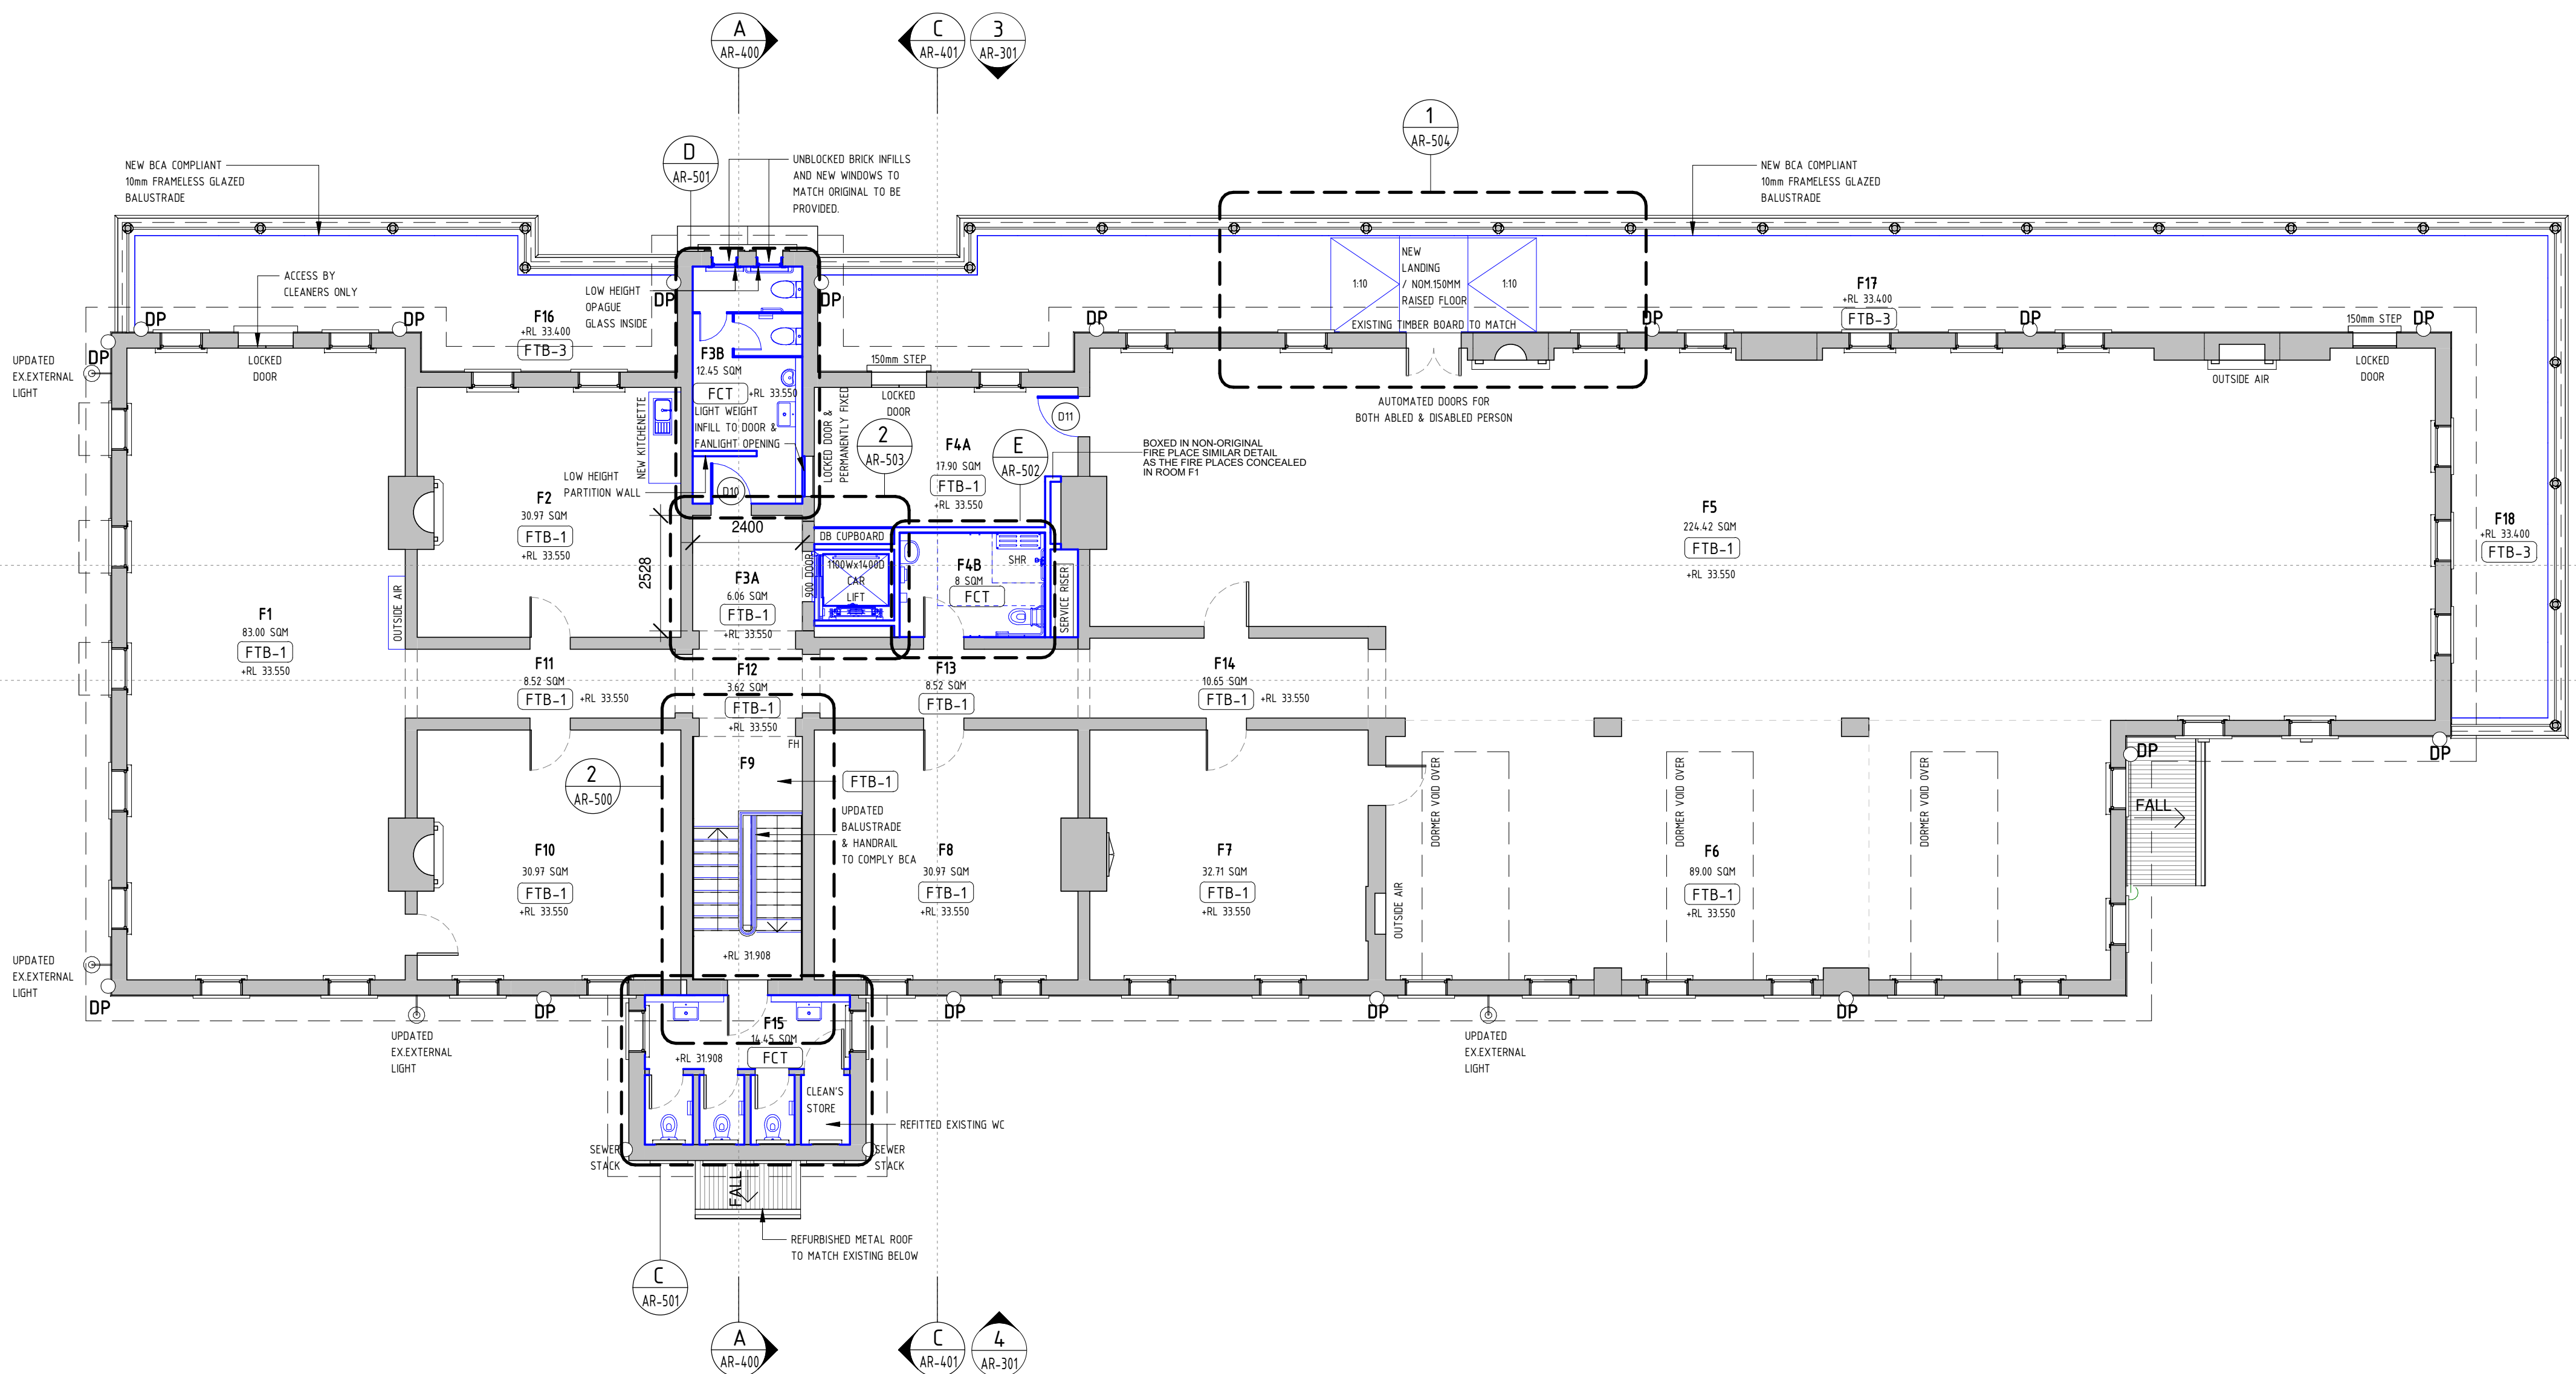 A
AR-400
C
AR-401
3
AR-301
1
AR-504
D
AR-501
NEW BCA COMPLIANT
10mm FRAMELESS GLAZED
BALUSTRADE
UNBLOCKED BRICK INFILLS
AND NEW WINDOWS TO
MATCH ORIGINAL TO BE
PROVIDED.
NEW BCA COMPLIANT
10mm FRAMELESS GLAZED
BALUSTRADE
ACCESS BY
CLEANERS ONLY
LOW HEIGHT
OPAGUE
GLASS INSIDE
DP
DP
NEW
LANDING
/ NOM.150MM
RAISED FLOOR
1:10
1:10
EXISTING TIMBER BOARD TO MATCH
F16
+RL 33.400
FTB-3
F17
+RL 33.400
FTB-3
DP
DP
DP
DP
DP
DP
DP
150mm STEP
UPDATED
EX.EXTERNAL
LIGHT
LOCKED
DOOR
F3B
12.45 SQM
FCT
+RL 33.550
LIGHT WEIGHT
INFILL TO DOOR &
FANLIGHT OPENING
150mm STEP
LOCKED
DOOR
LOCKED DOOR &
PERMANENTLY FIXED
NEW KITCHENETTE
AUTOMATED DOORS FOR
BOTH ABLED & DISABLED PERSON
OUTSIDE AIR
LOCKED
DOOR
D11
2
AR-503
F4A
17.90 SQM
FTB-1
+RL 33.550
E
AR-502
BOXED IN NON-ORIGINAL
FIRE PLACE SIMILAR DETAIL
AS THE FIRE PLACES CONCEALED
IN ROOM F1
LOW HEIGHT
PARTITION WALL
D10
F2
30.97 SQM
FTB-1
+RL 33.550
2400
2528
DB CUPBOARD
900 DOOR
1100Wx1400D
CAR
LIFT
F4B
8 SQM
FCT
SHR
SERVICE RISER
F3A
6.06 SQM
FTB-1
+RL 33.550
F5
224.42 SQM
FTB-1
+RL 33.550
F18
+RL 33.400
FTB-3
F1
83.00 SQM
FTB-1
+RL 33.550
OUTSIDE AIR
F11
8.52 SQM
FTB-1
+RL 33.550
F12
3.62 SQM
FTB-1
+RL 33.550
F13
8.52 SQM
FTB-1
F14
10.65 SQM
FTB-1
+RL 33.550
FH
F9
FTB-1
2
AR-500
UPDATED
BALUSTRADE
& HANDRAIL
TO COMPLY BCA
DORMER VOID OVER
DORMER VOID OVER
DORMER VOID OVER
DP
DP
FALL
F10
30.97 SQM
FTB-1
+RL 33.550
F8
30.97 SQM
FTB-1
+RL 33.550
F7
32.71 SQM
FTB-1
+RL 33.550
OUTSIDE AIR
F6
89.00 SQM
FTB-1
+RL 33.550
+RL 31.908
UPDATED
EX.EXTERNAL
LIGHT
DP
DP
DP
DP
DP
F15
14.45 SQM
FCT
+RL 31.908
UPDATED
EX.EXTERNAL
LIGHT
UPDATED
EX.EXTERNAL
LIGHT
CLEAN'S
STORE
REFITTED EXISTING WC
SEWER
STACK
SEWER
STACK
FALL
REFURBISHED METAL ROOF
TO MATCH EXISTING BELOW
C
AR-501
A
AR-400
C
AR-401
4
AR-301